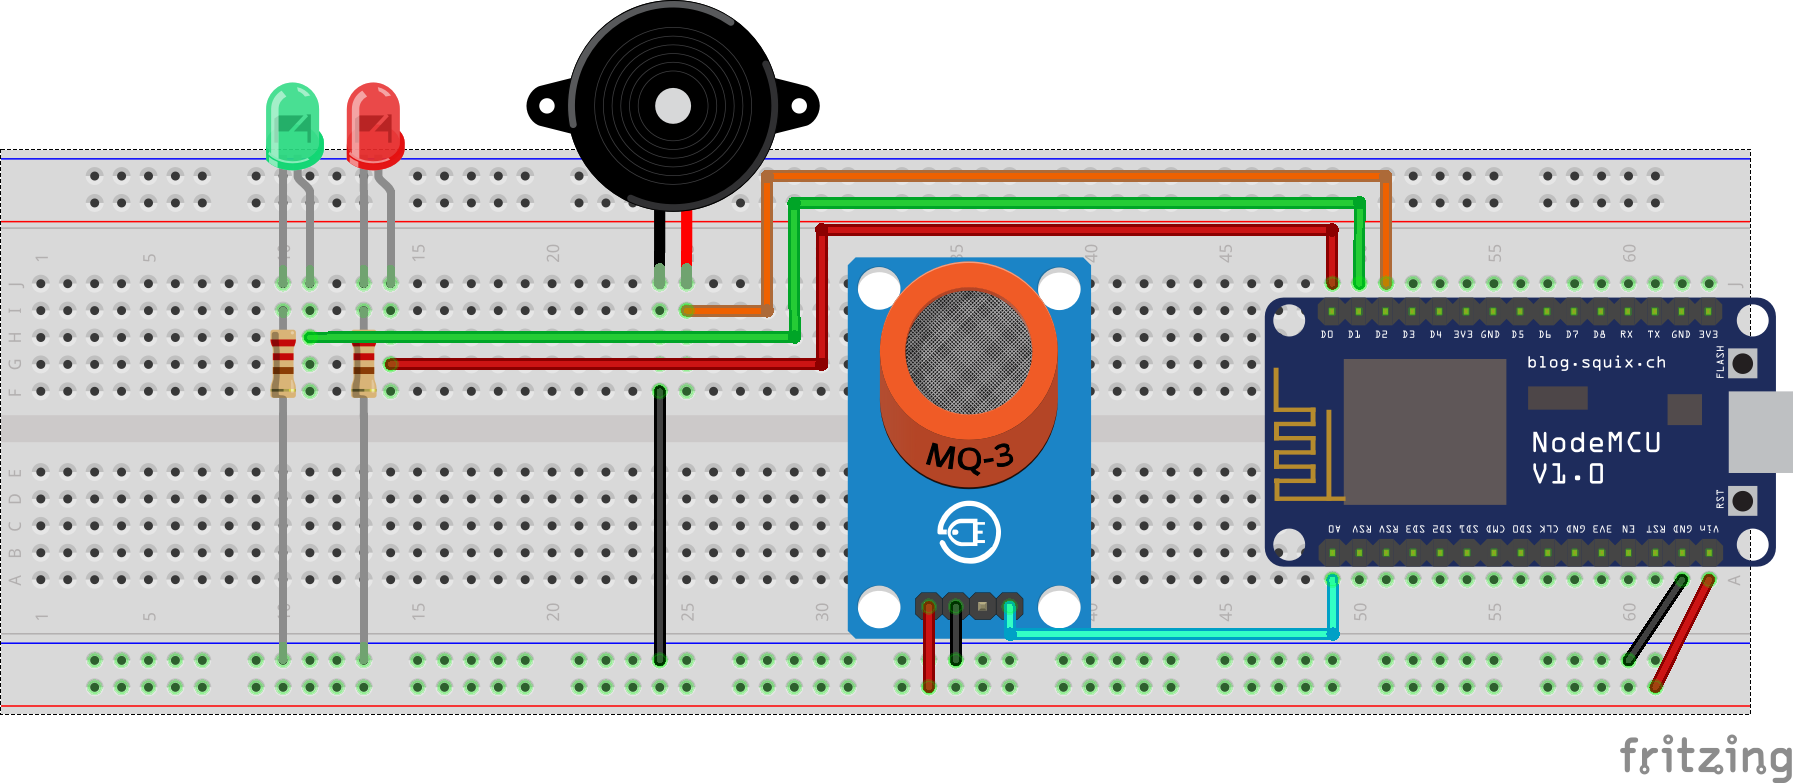 1 5 10 15 20 25 30 35 40 45 50 55 60
J J
I
H
G
F
D0 D1 D2 D3 D4 3V3 GND D5 D6 D7 D8 RX TX GND 3V3
blog.squix.ch
FLASH
NodeMCU
V1.0
MQ-3
RST
A0 RSV RSV SD3 SD2 SD1 CMD SD0 CLK GND 3V3 EN RST GND Vin
E
D
C
B
A A
1 5 10 15 20 25 30 40 45 50 55 60
fritzing